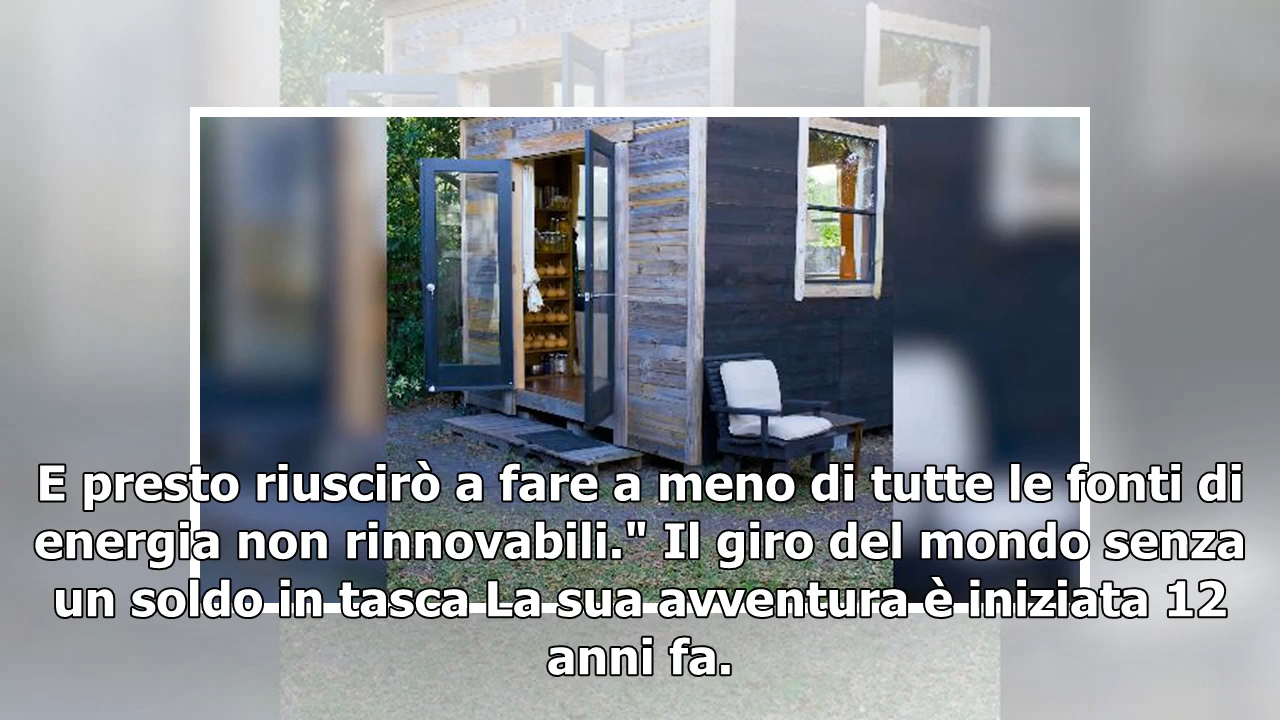 E presto riuscirò a fare a meno di tutte le fonti di
energia non rinnovabili." Il giro del mondo senza
un soldo in tasca La sua avventura è iniziata 12
anni fa.